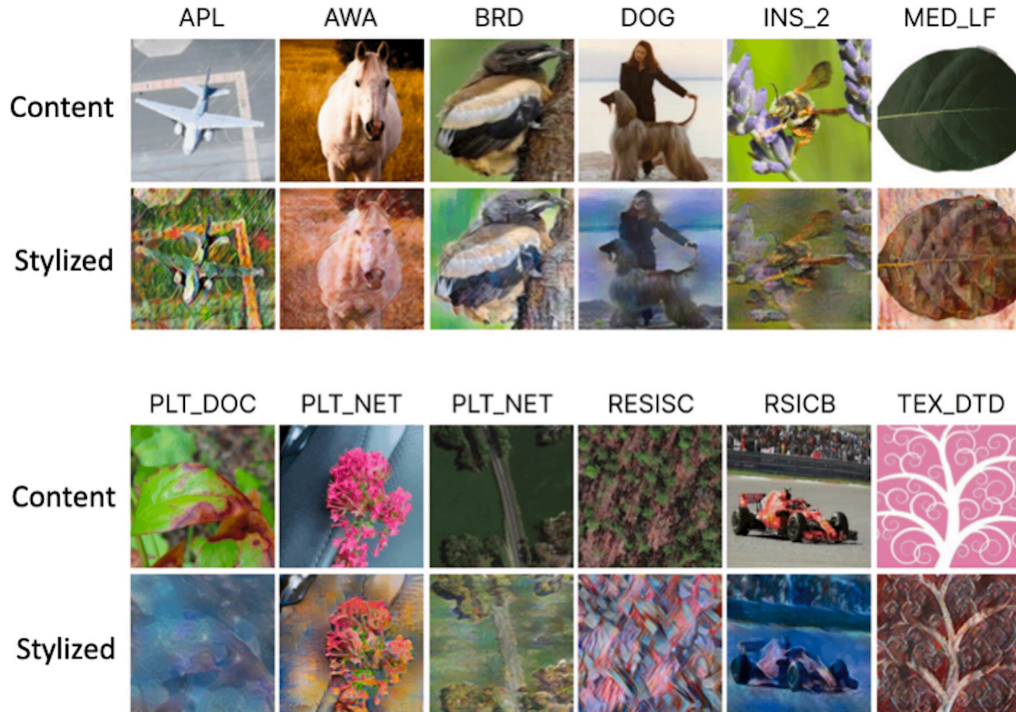 APL AWA BRD DOG INS_2 MED_LF
Content
Stylized
PLT_DOC PLT_NET PLT_NET RESISC RSICB TEX_DTD
Content
Stylized